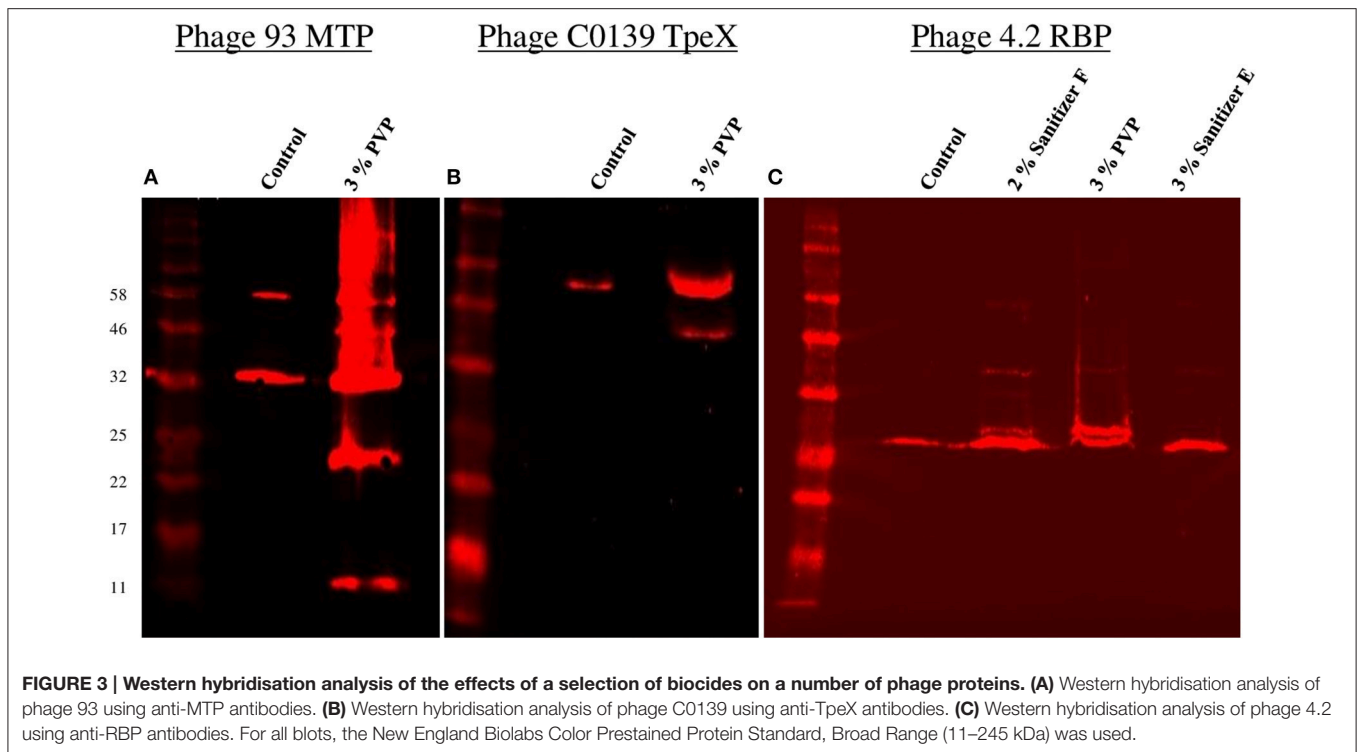 Phage 93 MTP
Phage C0139 TpeX
Phage 4.2 RBP
A
Control
3 % PVP
B
Control
3 % PVP
C
Control
2 % Sanitizer F
3 % PVP
3 % Sanitizer E
58
46
32
25
22
17
11
FIGURE 3 | Western hybridisation analysis of the effects of a selection of biocides on a number of phage proteins. (A) Western hybridisation analysis of
phage 93 using anti-MTP antibodies. (B) Western hybridisation analysis of phage C0139 using anti-TpeX antibodies. (C) Western hybridisation analysis of phage 4.2
using anti-RBP antibodies. For all blots, the New England Biolabs Color Prestained Protein Standard, Broad Range (11–245 kDa) was used.